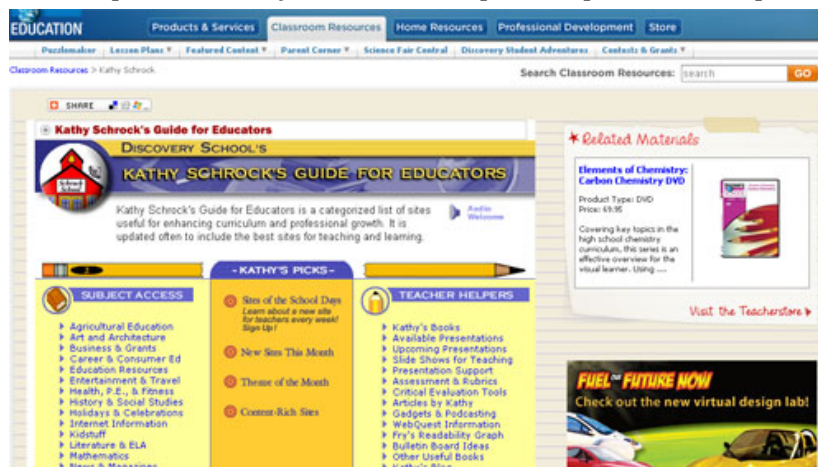 EDUCATION
Products & Services
Classroom Resources
Home Resources
Professional Development
Store
Puzzlemaker
Lesson Plans
Featured Content
Parent Corner
Science Fair Central
Discovery Student Adventures
Contests & Grants
Classroom Resources > Kathy Schrock
Search Classroom Resources:
search
GO
SHARE
Kathy Schrock's Guide for Educators
DISCOVERY SCHOOL'S
KATHY SCHROCK'S GUIDE FOR EDUCATORS
Schrock
School
Kathy Schrock's Guide for Educators is a categorized list of sites
useful for enhancing curriculum and professional growth. It is
updated often to include the best sites for teaching and learning.
Audio
Welcome
SUBJECT ACCESS
Agricultural Education
Art and Architecture
Business & Grants
Career & Consumer Ed
Education Resources
Entertainment & Travel
Health, P.E., & Fitness
History & Social Studies
Holidays & Celebrations
Internet Information
Kidstuff
Literature & ELA
Mathematics
News & Magazines
- KATHY'S PICKS -
Sites of the School Days
Learn about a new site
for teachers every week!
Sign Up!
New Sites This Month
Theme of the Month
Content-Rich Sites
TEACHER HELPERS
Kathy's Books
Available Presentations
Upcoming Presentations
Slide Shows for Teaching
Presentation Support
Assessment & Rubrics
Critical Evaluation Tools
Articles by Kathy
Gadgets & Podcasting
WebQuest Information
Fry's Readability Graph
Bulletin Board Ideas
Other Useful Books
Kathy's Blog
Related Materials
Elements of Chemistry:
Carbon Chemistry DVD
Product Type: DVD
Price: 69.95
Covering key topics in the
high school chemistry
curriculum, this series is an
effective overview for the
visual learner. Using ....
Visit the Teacherstore
FUEL OUR FUTURE NOW
Check out the new virtual design lab!